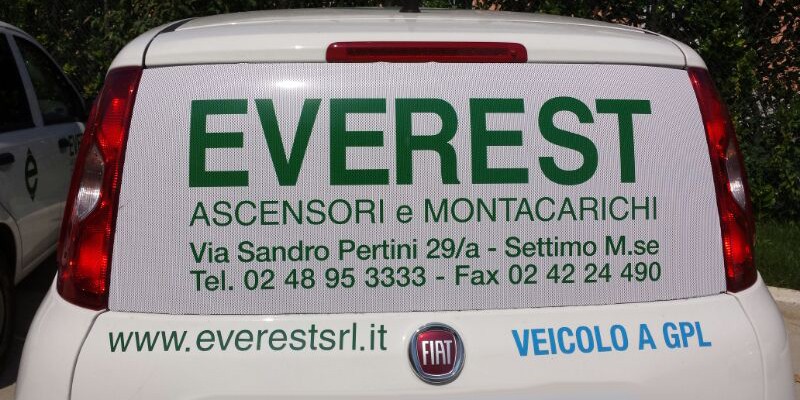 EVEREST
ASCENSORI e MONTACARICHI
Via Sandro Pertini 29/a - Settimo M.se
Tel. 02 48 95 3333 - Fax 02 42 24 490
www.everestsrl.it
FIAT
VEICOLO A GPL